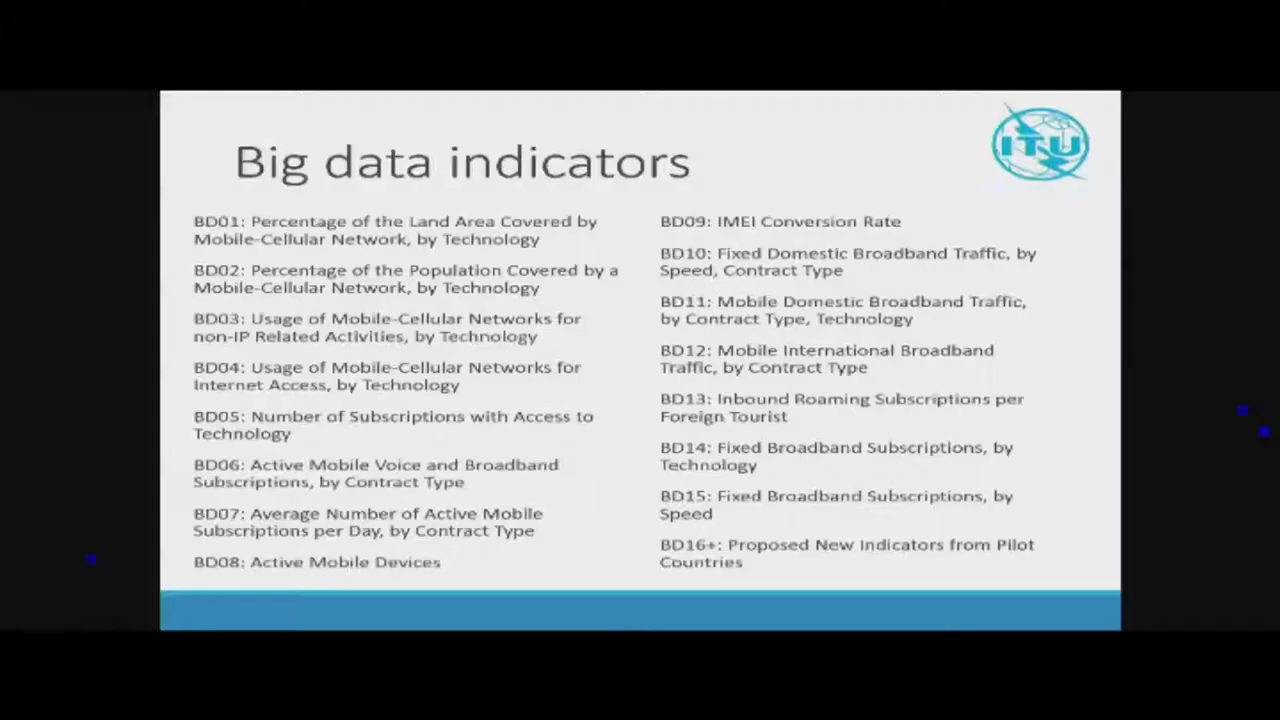 Big data indicators
ITU
BD01: Percentage of the Land Area Covered by
Mobile-Cellular Network, by Technology
BD02: Percentage of the Population Covered by a
Mobile-Cellular Network, by Technology
BD03: Usage of Mobile-Cellular Networks for
non-IP Related Activities, by Technology
BD04: Usage of Mobile-Cellular Networks for
Internet Access, by Technology
BD05: Number of Subscriptions with Access to
Technology
BD06: Active Mobile Voice and Broadband
Subscriptions, by Contract Type
BD07: Average Number of Active Mobile
Subscriptions per Day, by Contract Type
BD08: Active Mobile Devices
BD09: IMEI Conversion Rate
BD10: Fixed Domestic Broadband Traffic, by
Speed, Contract Type
BD11: Mobile Domestic Broadband Traffic,
by Contract Type, Technology
BD12: Mobile International Broadband
Traffic, by Contract Type
BD13: Inbound Roaming Subscriptions per
Foreign Tourist
BD14: Fixed Broadband Subscriptions, by
Technology
BD15: Fixed Broadband Subscriptions, by
Speed
BD16+: Proposed New Indicators from Pilot
Countries